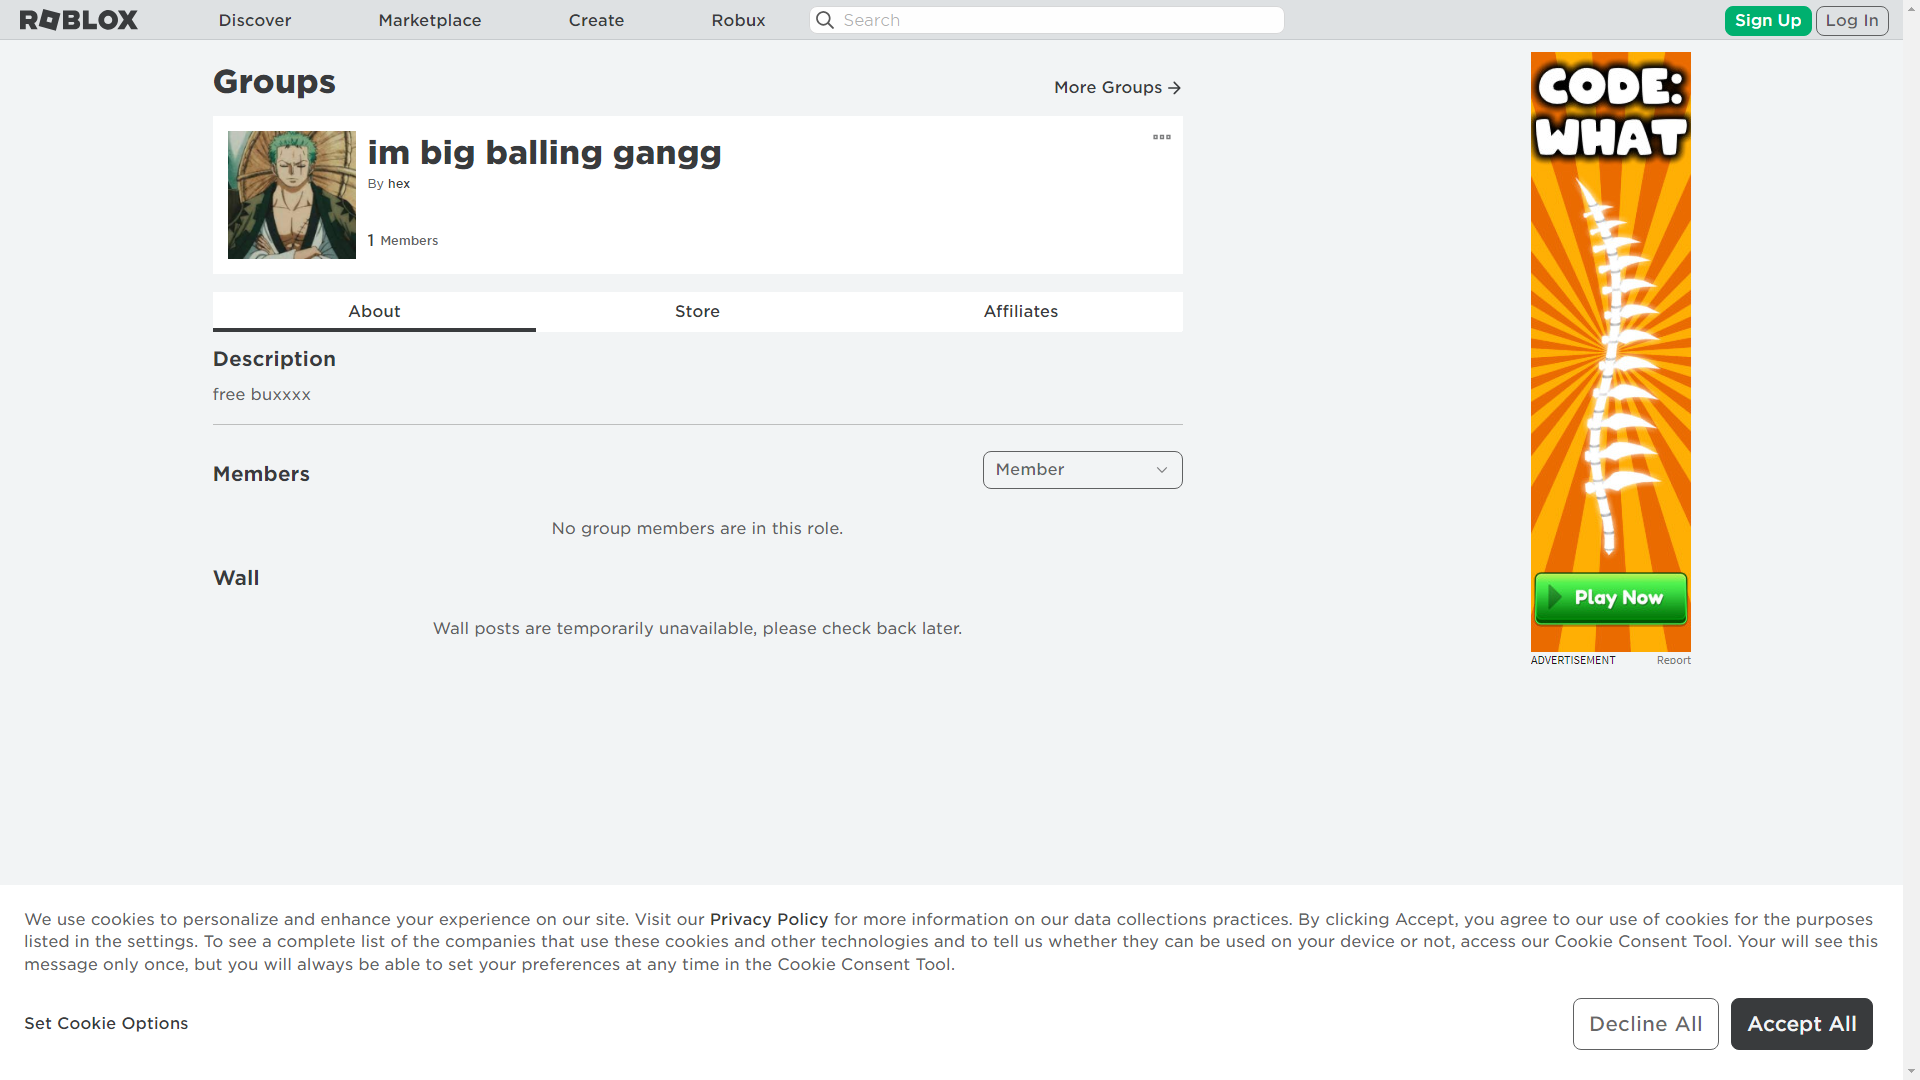 ROBLOX
Discover
Marketplace
Create
Robux
Search
Sign Up
Log In
Groups
More Groups
im big balling gangg
By hex
1 Members
About
Store
Affiliates
Description
free buxxxx
Members
Member
No group members are in this role.
Wall
Wall posts are temporarily unavailable, please check back later.
CODE:
WHAT
Play Now
ADVERTISEMENT
Report
We use cookies to personalize and enhance your experience on our site. Visit our Privacy Policy for more information on our data collections practices. By clicking Accept, you agree to our use of cookies for the purposes
listed in the settings. To see a complete list of the companies that use these cookies and other technologies and to tell us whether they can be used on your device or not, access our Cookie Consent Tool. Your will see this
message only once, but you will always be able to set your preferences at any time in the Cookie Consent Tool.
Set Cookie Options
Decline All
Accept All